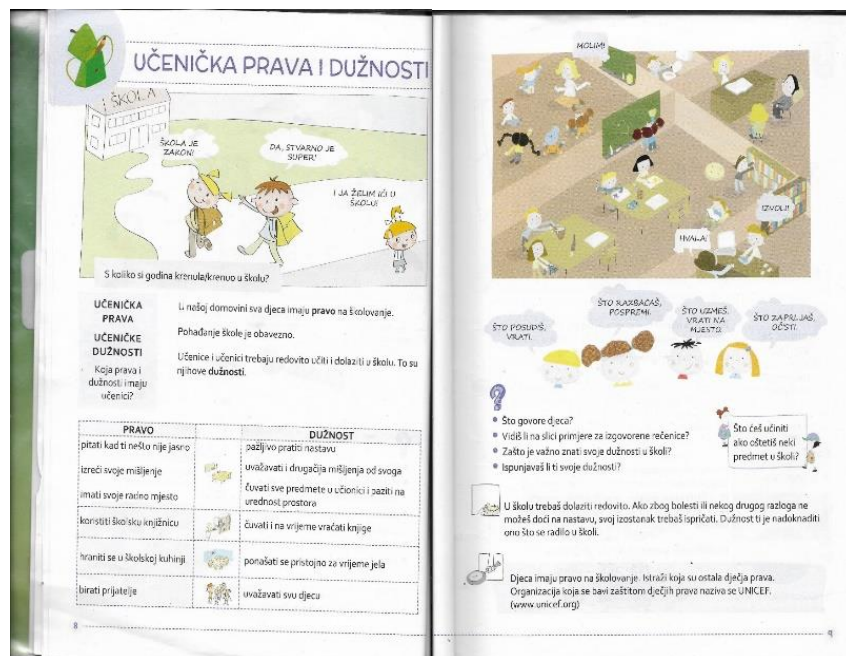 UČENIČKA PRAVA I DUŽNOSTI
ŠKOLA
ŠKOLA JE
ZAKON!
DA, STVARNO JE
SUPER!
I JA ŽELIM IĆI U
ŠKOLU!
S koliko si godina krenula/krenuo u školu?
UČENIČKA
PRAVA
UČENIČKE
DUŽNOSTI
Koja prava i
dužnosti imaju
učenici?
U našoj domovini sva djeca imaju pravo na školovanje.
Pohađanje škole je obavezno.
Učenice i učenici trebaju redovito učiti i dolaziti u školu. To su
njihove dužnosti.
PRAVO DUŽNOST
pitati kad ti nešto nije jasno pažljivo pratiti nastavu
izreći svoje mišljenje uvažavati i drugačija mišljenja od svoga
imati svoje radno mjesto čuvati sve predmete u učionici i paziti na
urednost prostora
koristiti školsku knjižnicu čuvati i na vrijeme vraćati knjige
hraniti se u školskoj kuhinji ponašati se pristojno za vrijeme jela
birati prijatelje uvažavati svu djecu
8
MOLIM!
IZVOLI!
HVALA!
ŠTO POSUDIŠ,
VRATI.
ŠTO RAZBACAŠ,
POSPREMI.
ŠTO UZMEŠ,
VRATI NA
MJESTO.
ŠTO ZAPRLJAŠ,
OČISTI.
?
Što govore djeca?
Vidiš li na slici primjere za izgovorene rečenice?
Zašto je važno znati svoje dužnosti u školi?
Ispunjavaš li ti svoje dužnosti?
Što ćeš učiniti
ako oštetiš neki
predmet u školi?
U školu trebaš dolaziti redovito. Ako zbog bolesti ili nekog drugog razloga ne
možeš doći na nastavu, svoj izostanak trebaš ispričati. Dužnost ti je nadoknaditi
ono što se radilo u školi.
Djeca imaju pravo na školovanje. Istraži koja su ostala dječja prava.
Organizacija koja se bavi zaštitom dječjih prava naziva se UNICEF.
(www.unicef.org)
9